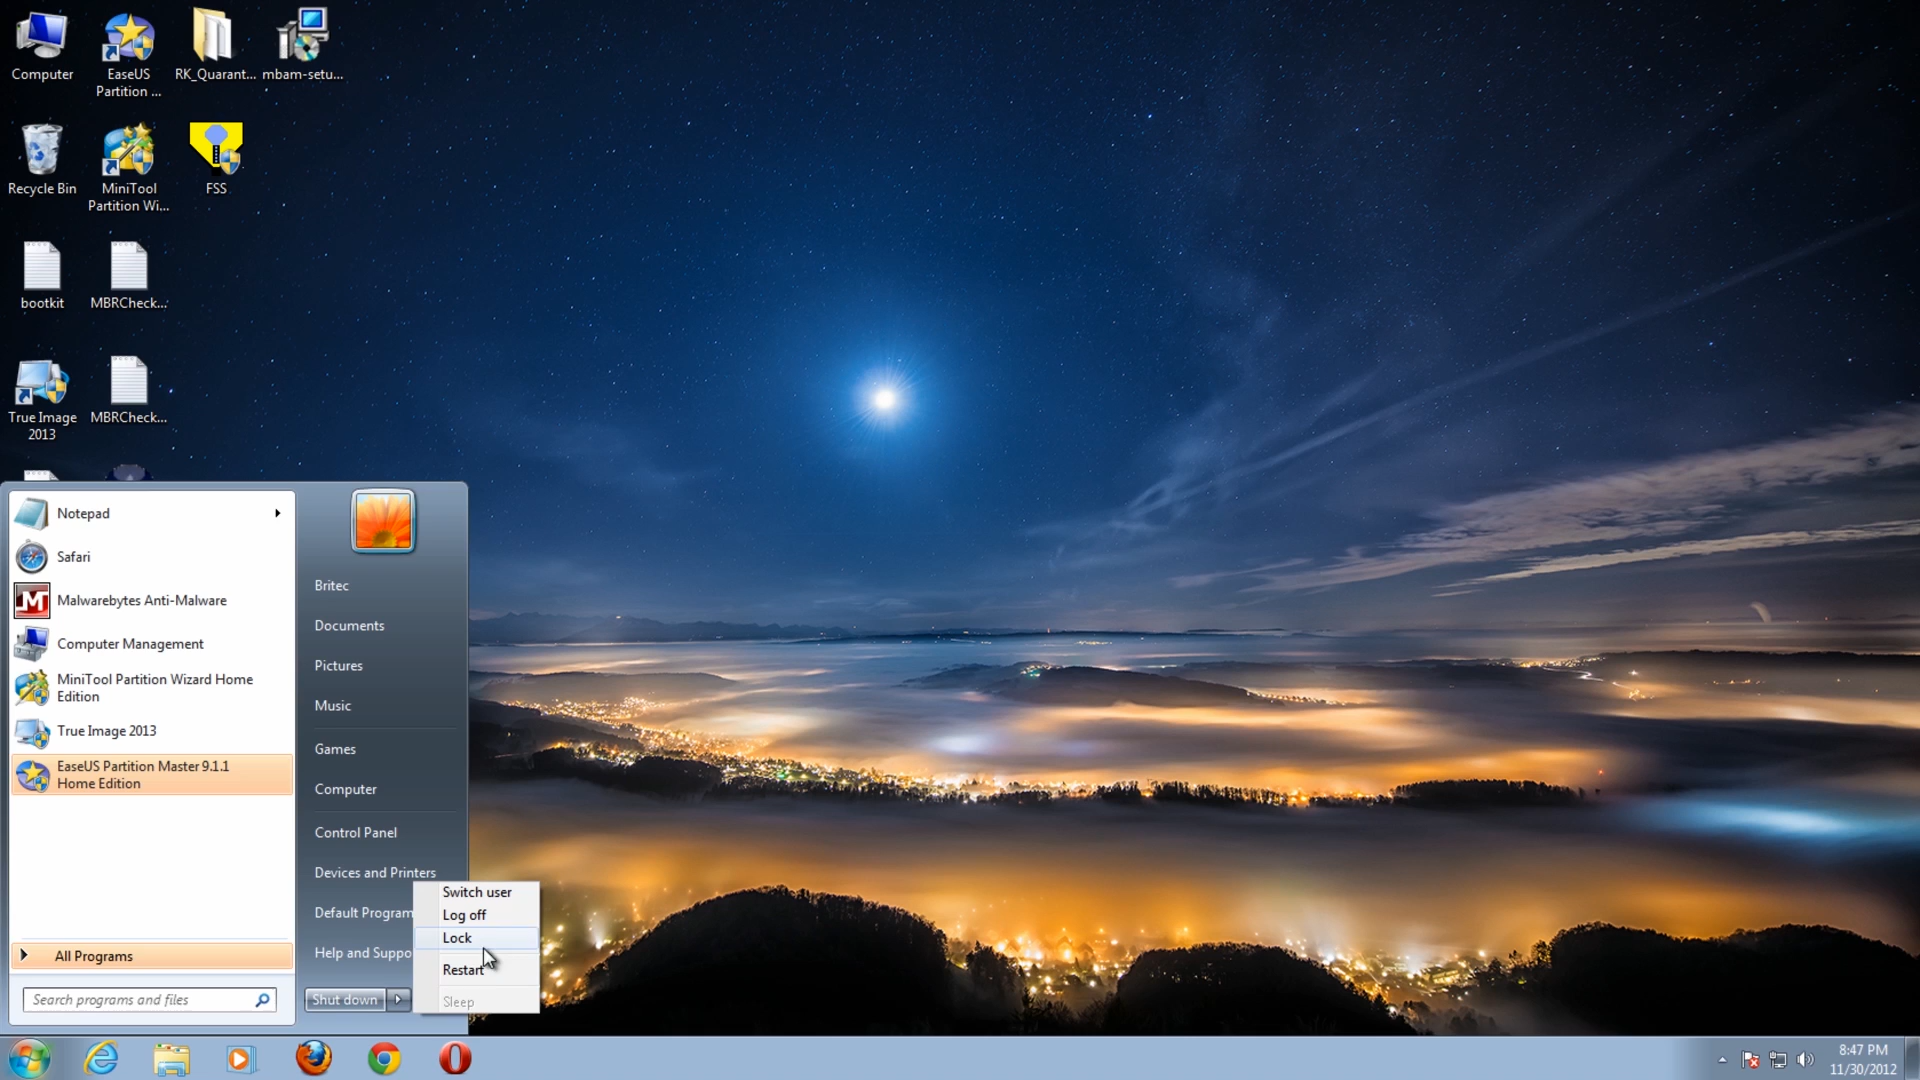 Computer
EaseUS
Partition ...
RK_Quarant...
mbam-setu...
Recycle Bin
MiniTool
Partition Wi...
FSS
bootkit
MBRCheck...
True Image
2013
MBRCheck...
Notepad
Safari
Malwarebytes Anti-Malware
Computer Management
MiniTool Partition Wizard Home
Edition
True Image 2013
EaseUS Partition Master 9.1.1
Home Edition
All Programs
Search programs and files
Britec
Documents
Pictures
Music
Games
Computer
Control Panel
Devices and Printers
Default Program
Help and Suppo
Shut down
Switch user
Log off
Lock
Restart
Sleep
8:47 PM
11/30/2012